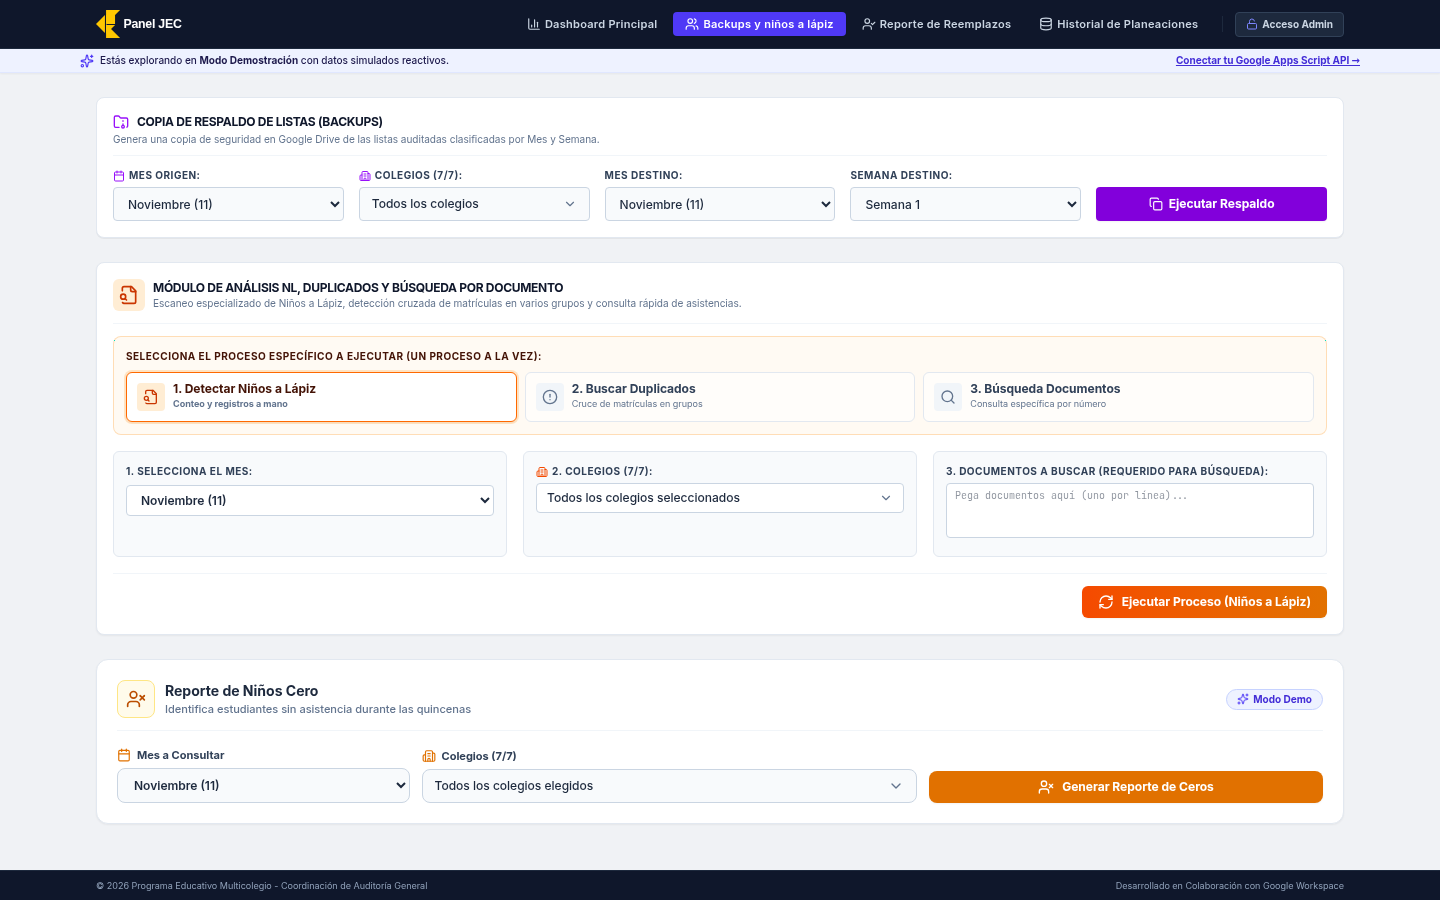 Panel JEC
Dashboard Principal
Backups y niños a lápiz
Reporte de Reemplazos
Historial de Planeaciones
Acceso Admin
Estás explorando en Modo Demostración con datos simulados reactivos.
Conectar tu Google Apps Script API →
COPIA DE RESPALDO DE LISTAS (BACKUPS)
Genera una copia de seguridad en Google Drive de las listas auditadas clasificadas por Mes y Semana.
MES ORIGEN:
COLEGIOS (7/7):
MES DESTINO:
SEMANA DESTINO:
Noviembre (11)
Todos los colegios
Noviembre (11)
Semana 1
Ejecutar Respaldo
MÓDULO DE ANÁLISIS NL, DUPLICADOS Y BÚSQUEDA POR DOCUMENTO
Escaneo especializado de Niños a Lápiz, detección cruzada de matrículas en varios grupos y consulta rápida de asistencias.
SELECCIONA EL PROCESO ESPECÍFICO A EJECUTAR (UN PROCESO A LA VEZ):
1. Detectar Niños a Lápiz
Conteo y registros a mano
2. Buscar Duplicados
Cruce de matrículas en grupos
3. Búsqueda Documentos
Consulta específica por número
1. SELECCIONA EL MES:
Noviembre (11)
2. COLEGIOS (7/7):
Todos los colegios seleccionados
3. DOCUMENTOS A BUSCAR (REQUERIDO PARA BÚSQUEDA):
Pega documentos aquí (uno por línea)...
Ejecutar Proceso (Niños a Lápiz)
Reporte de Niños Cero
Identifica estudiantes sin asistencia durante las quincenas
Modo Demo
Mes a Consultar
Colegios (7/7)
Noviembre (11)
Todos los colegios elegidos
Generar Reporte de Ceros
© 2026 Programa Educativo Multicolegio - Coordinación de Auditoría General
Desarrollado en Colaboración con Google Workspace